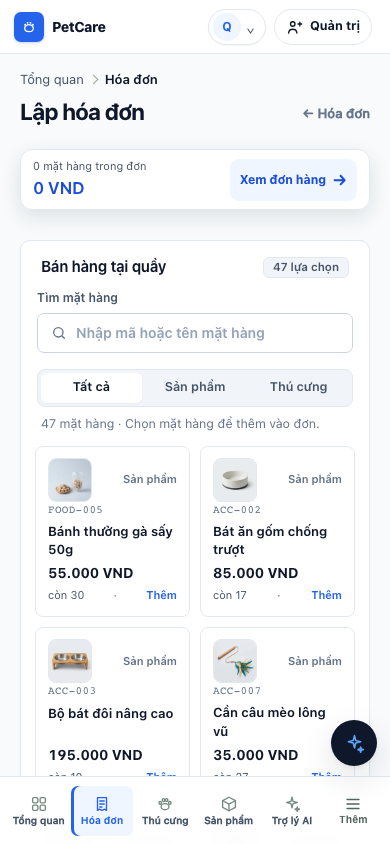 PetCare
Q
Quản trị
Tổng quan > Hóa đơn
Lập hóa đơn
← Hóa đơn
0 mặt hàng trong đơn
0 VND
Xem đơn hàng →
Bán hàng tại quầy
47 lựa chọn
Tìm mặt hàng
Nhập mã hoặc tên mặt hàng
Tất cả
Sản phẩm
Thú cưng
47 mặt hàng · Chọn mặt hàng để thêm vào đơn.
Sản phẩm
FOOD-005
Bánh thưởng gà sấy
50g
55.000 VND
còn 30 · Thêm
Sản phẩm
ACC-002
Bát ăn gốm chống
trượt
85.000 VND
còn 17 · Thêm
Sản phẩm
ACC-003
Bộ bát đôi nâng cao
195.000 VND
Sản phẩm
ACC-007
Cần câu mèo lông
vũ
35.000 VND
Tổng quan
Hóa đơn
Thú cưng
Sản phẩm
Trợ lý AI
Thêm